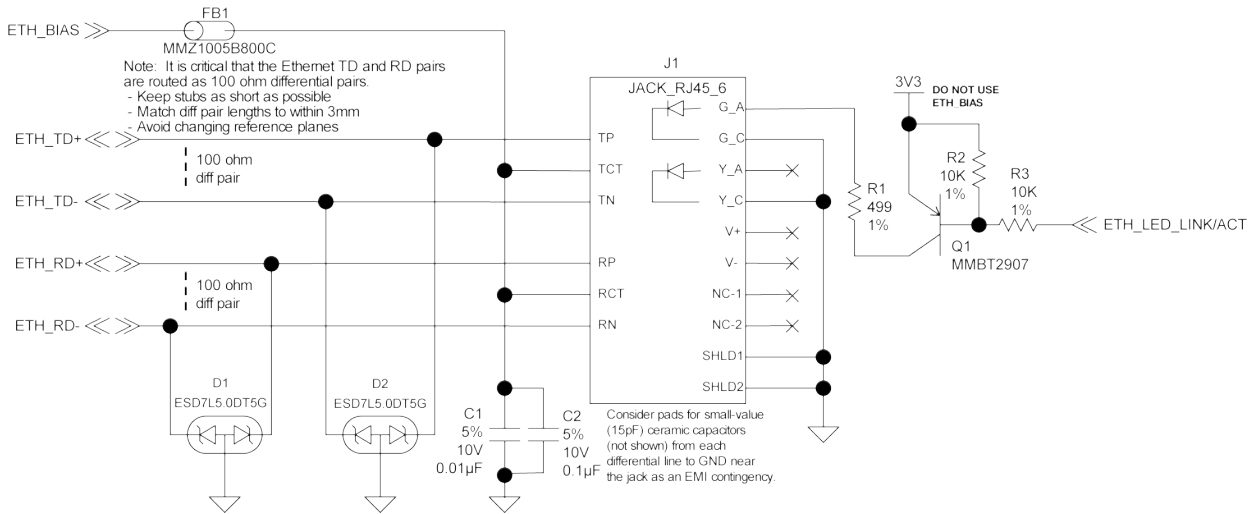 ETH_BIAS
FB1
MMZ1005B800C
Note: It is critical that the Ethernet TD and RD pairs
are routed as 100 ohm differential pairs.
- Keep stubs as short as possible
- Match diff pair lengths to within 3mm
- Avoid changing reference planes
ETH_TD+
100 ohm
diff pair
ETH_TD-
ETH_RD+
100 ohm
diff pair
ETH_RD-
D1
ESD7L5.0DT5G
D2
ESD7L5.0DT5G
C1
5%
10V
0.01µF
C2
5%
10V
0.1µF
J1
JACK_RJ45_6
TP
TCT
TN
RP
RCT
RN
G_A
G_C
Y_A
Y_C
V+
V-
NC-1
NC-2
SHLD1
SHLD2
Consider pads for small-value
(15pF) ceramic capacitors
(not shown) from each
differential line to GND near
the jack as an EMI contingency.
R1
499
1%
3V3
DO NOT USE
ETH_BIAS
R2
10K
1%
R3
10K
1%
Q1
MMBT2907
ETH_LED_LINK/ACT